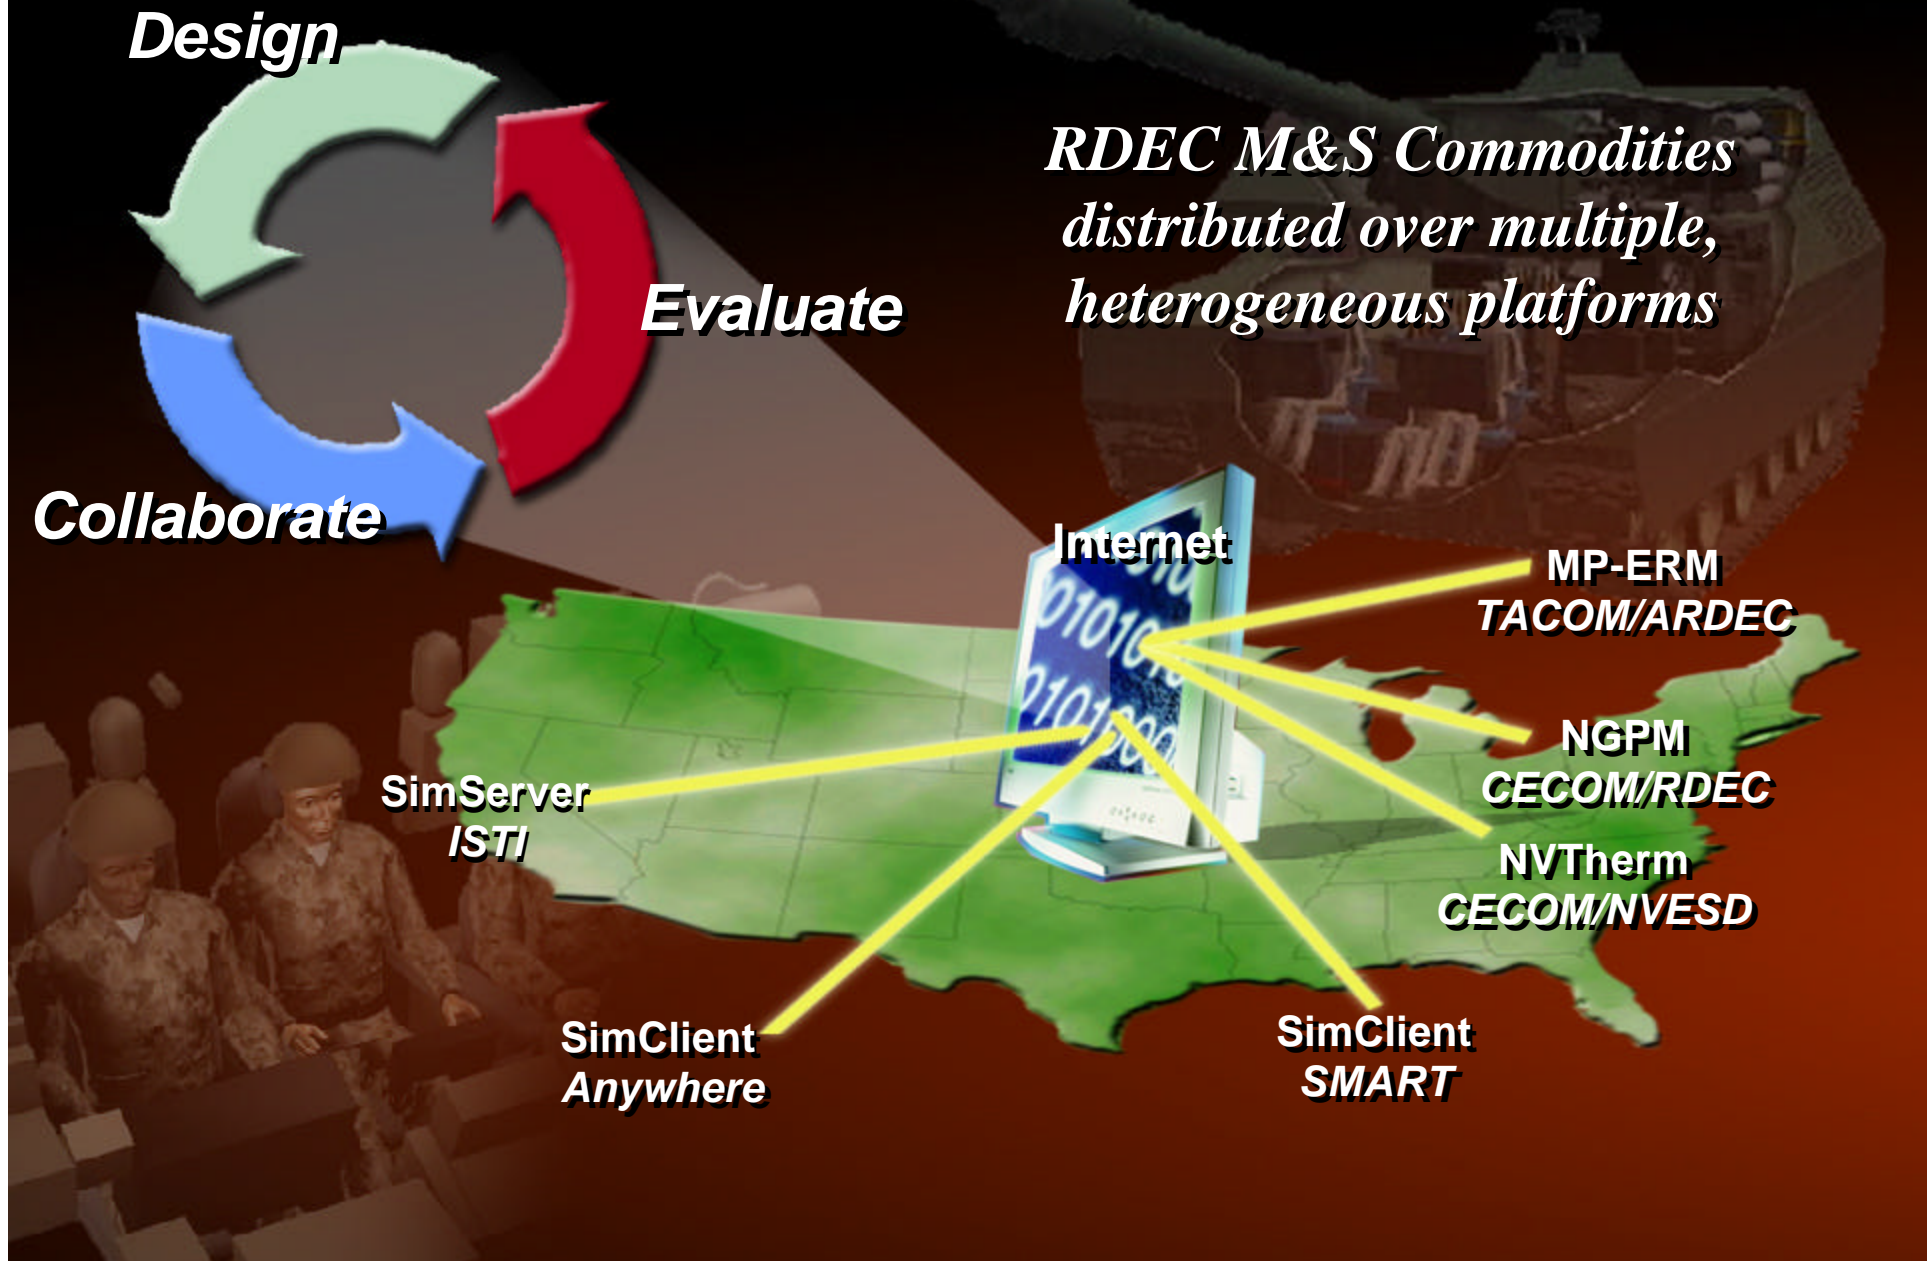 Design
Evaluate
Collaborate
RDEC M&S Commodities
distributed over multiple,
heterogeneous platforms
Internet
MP-ERM
TACOM/ARDEC
NGPM
CECOM/RDEC
NVTherm
CECOM/NVESD
SimServer
ISTI
SimClient
Anywhere
SimClient
SMART